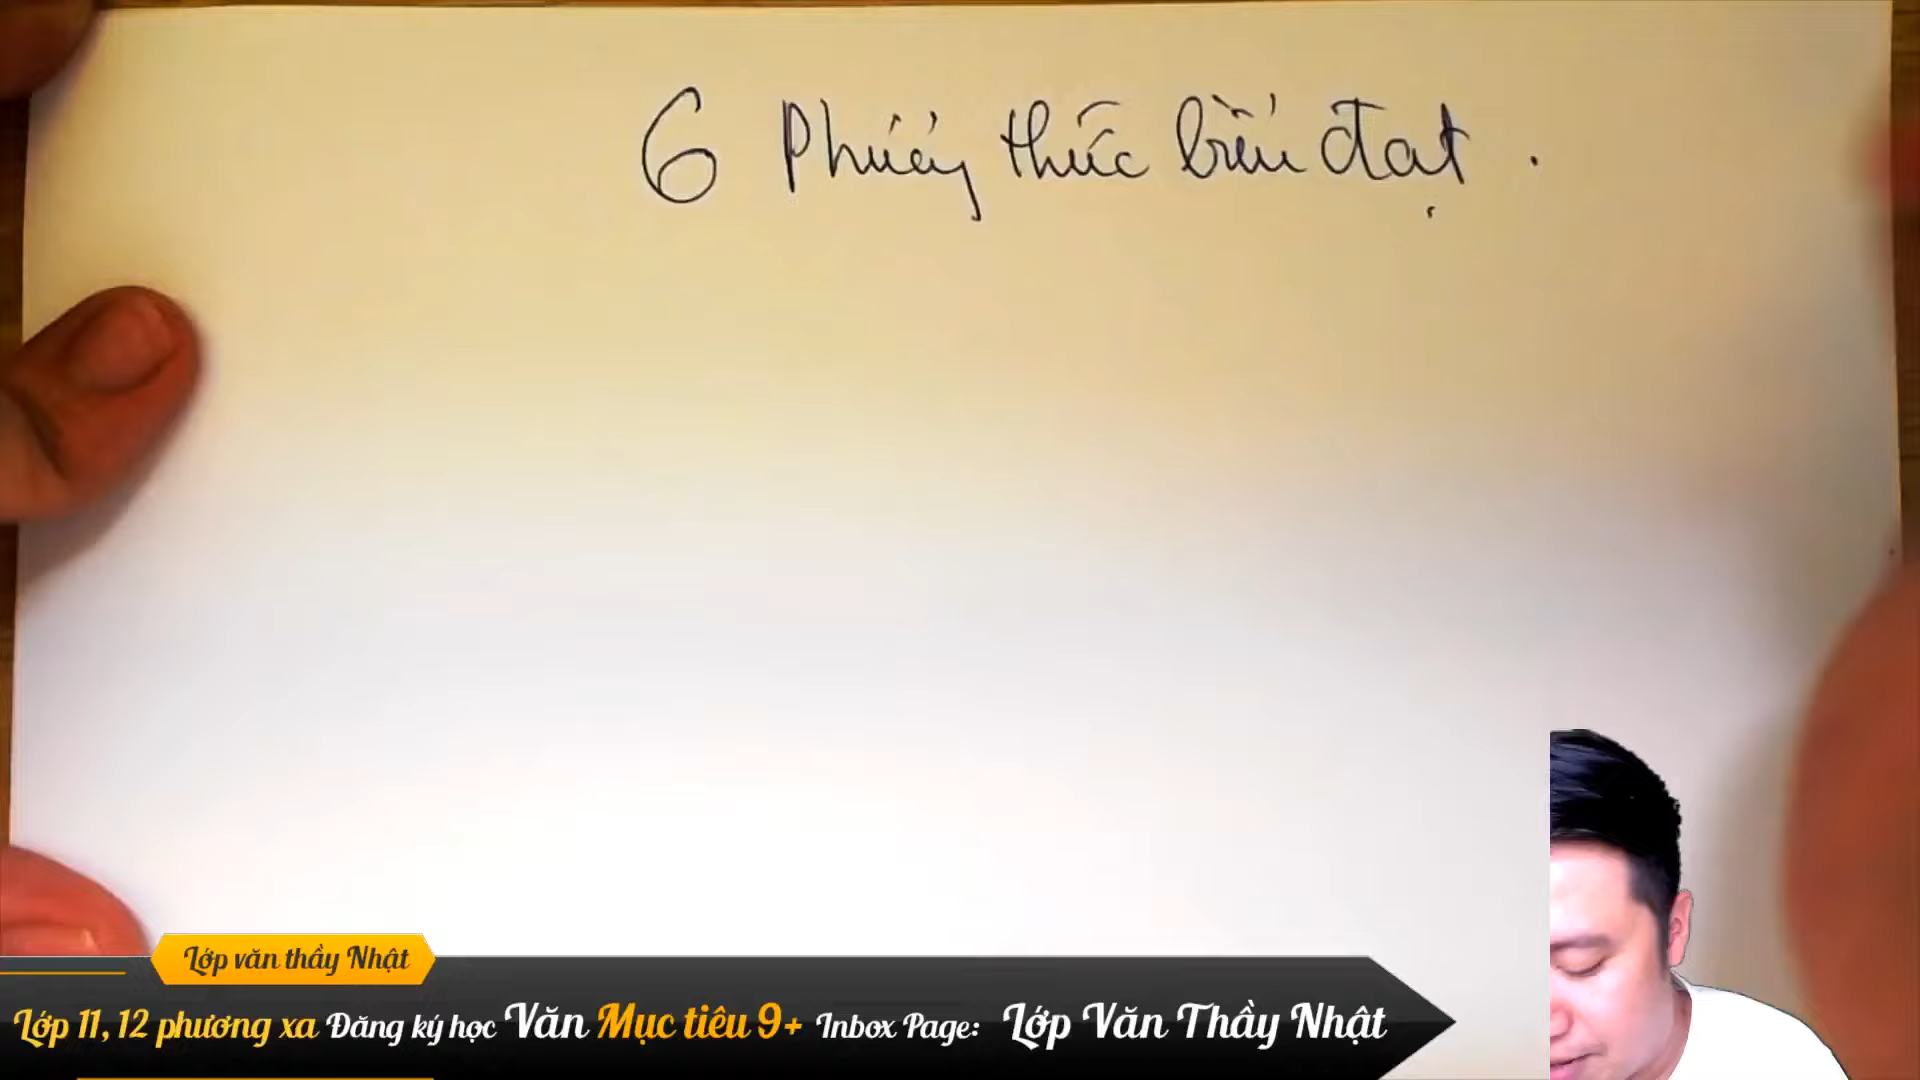 6 Phương thức biểu đạt.
Lớp văn thầy Nhật
Lớp 11, 12 phương xa Đăng ký học Văn Mục tiêu 9+ Inbox Page: Lớp Văn Thầy Nhật